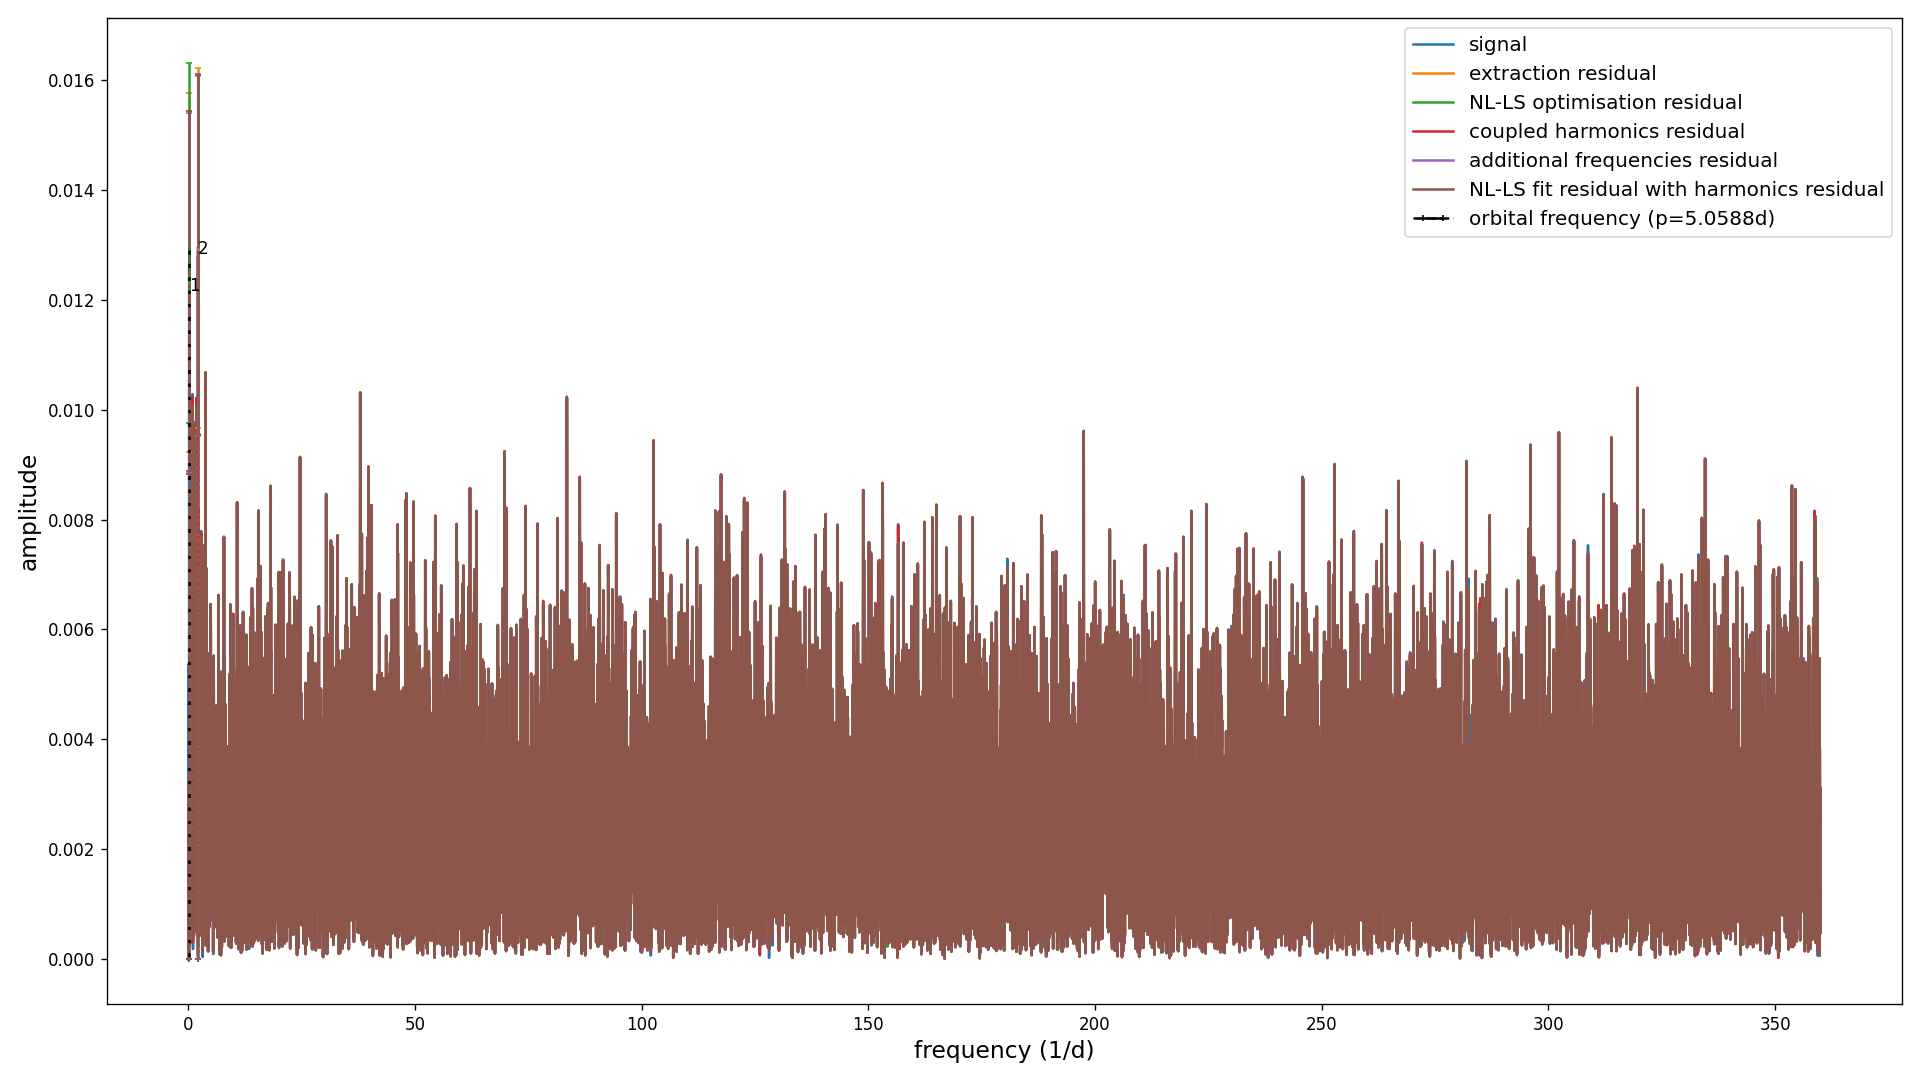 signal
extraction residual
NL-LS optimisation residual
coupled harmonics residual
additional frequencies residual
NL-LS fit residual with harmonics residual
orbital frequency (p=5.0588d)
amplitude
0.016
0.014
0.012
0.010
0.008
0.006
0.004
0.002
0.000
2
1
0 50 100 150 200 250 300 350
frequency (1/d)